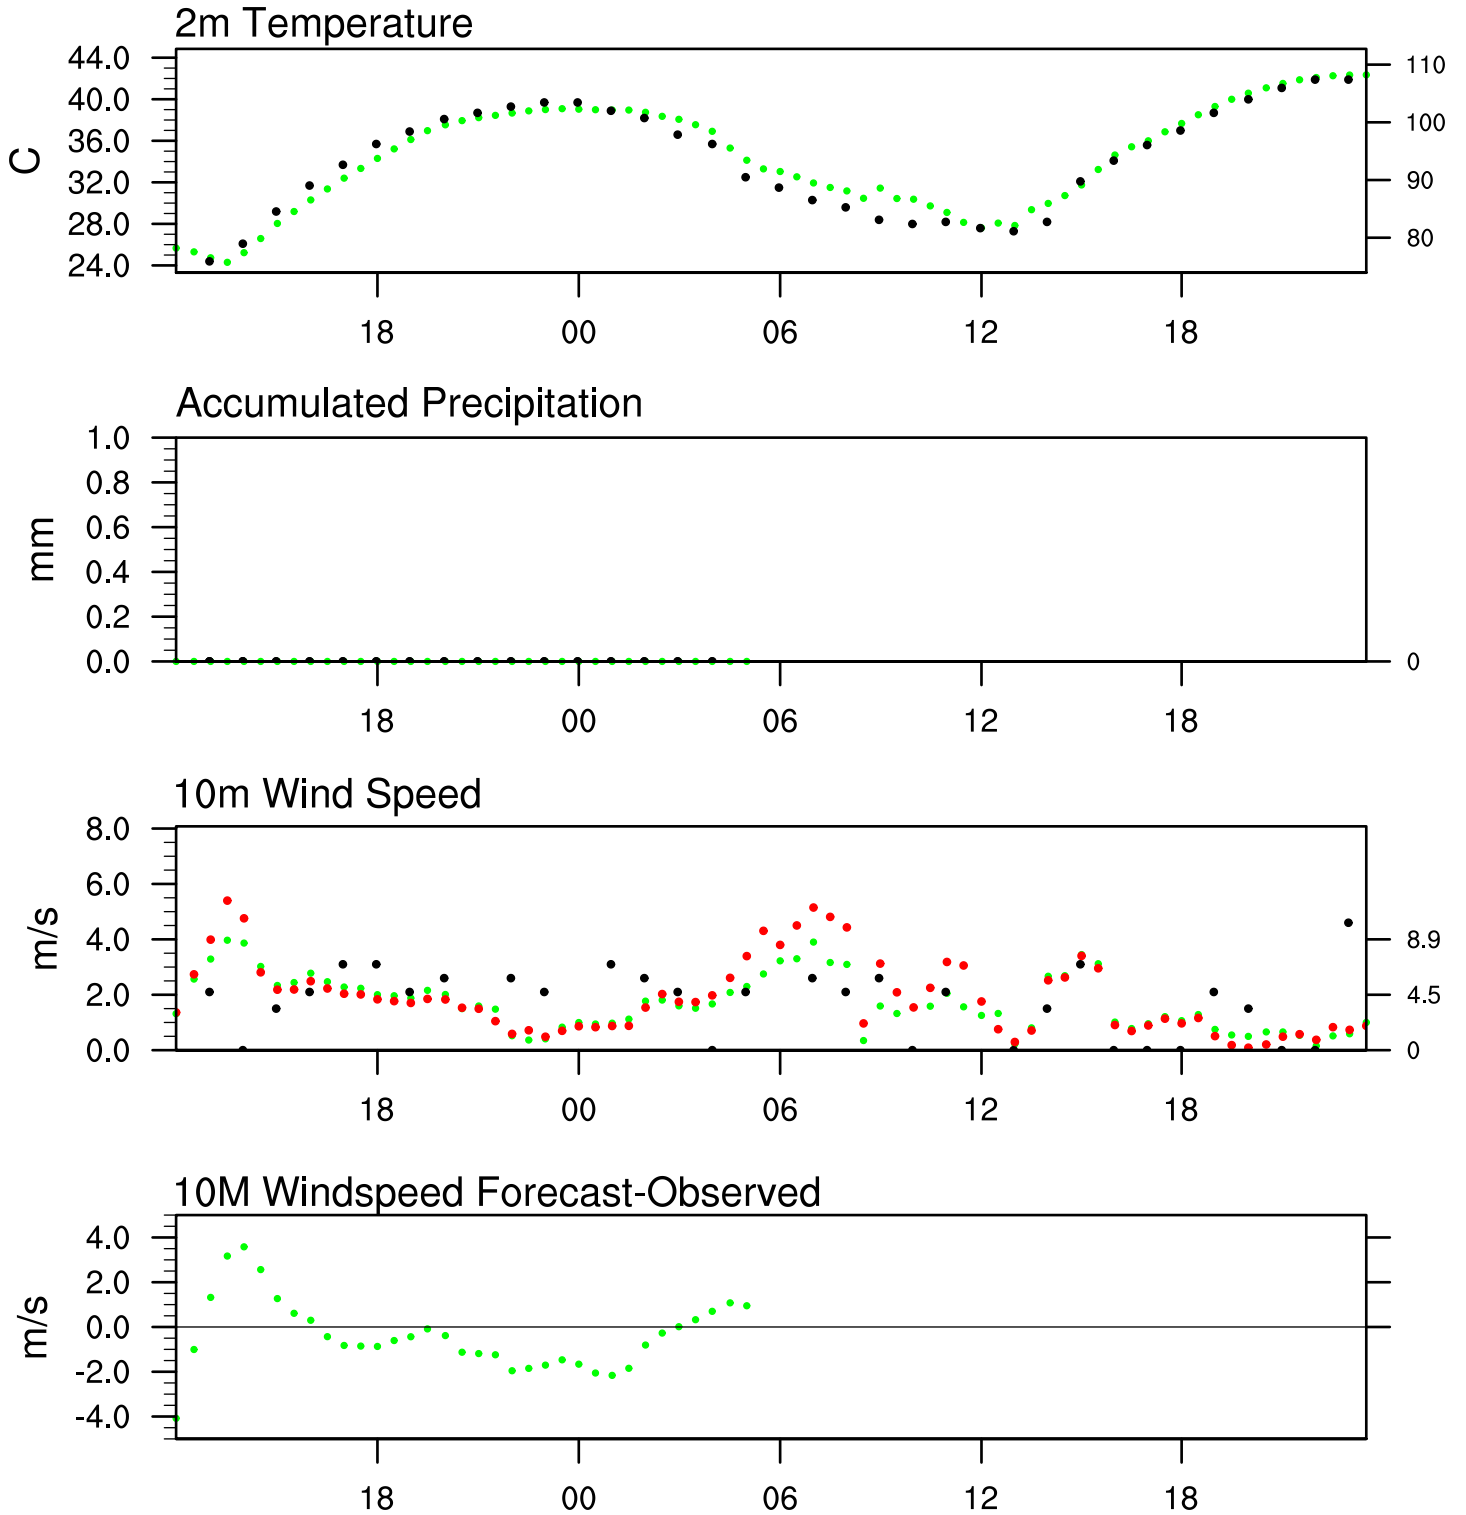 2m Temperature
44.0
40.0
36.0
32.0
28.0
24.0
C
110
100
90
80
18 00 06 12 18
Accumulated Precipitation
1.0
0.8
0.6
0.4
0.2
0.0
mm
0
18 00 06 12 18
10m Wind Speed
8.0
6.0
4.0
2.0
0.0
m/s
8.9
4.5
0
18 00 06 12 18
10M Windspeed Forecast-Observed
4.0
2.0
0.0
-2.0
-4.0
m/s
18 00 06 12 18